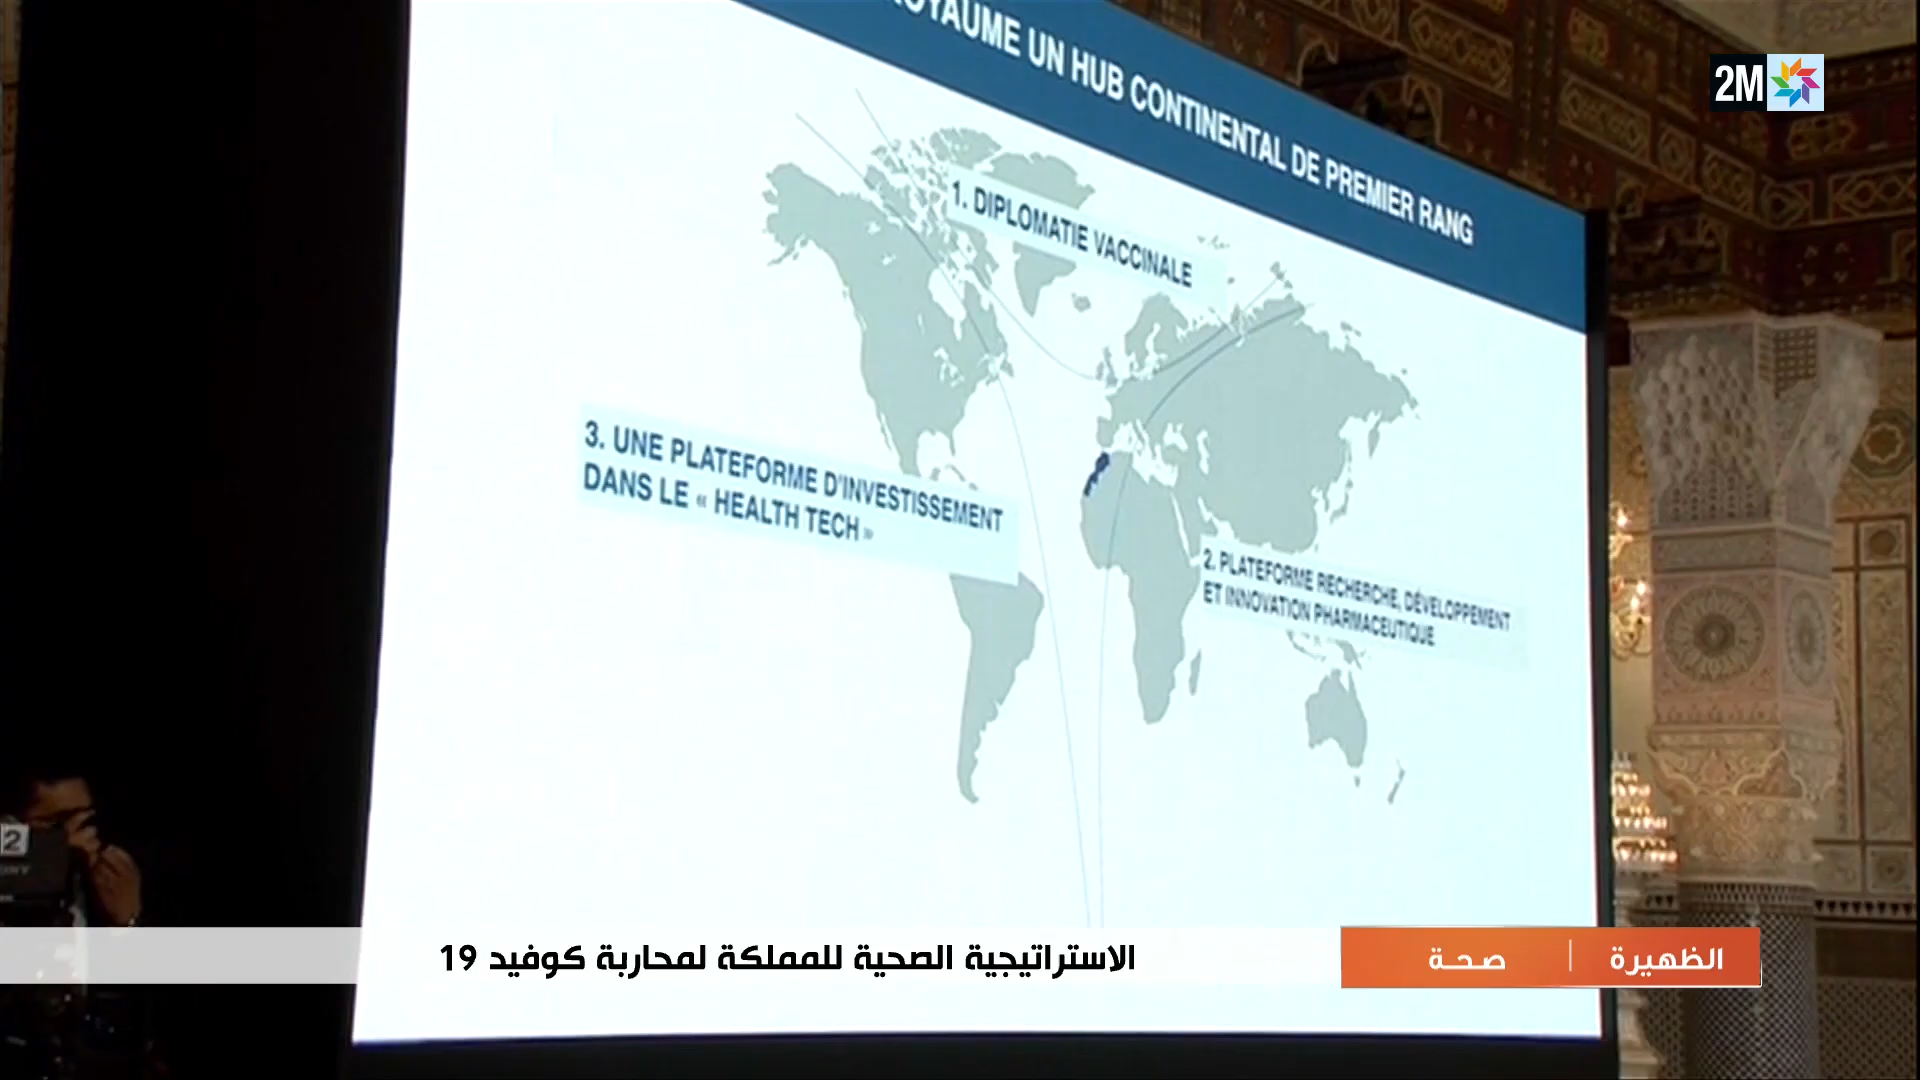 UN HUB CONTINENTAL DE PREMIER RANG
2M
1. DIPLOMATIE VACCINALE
3. UNE PLATEFORME D'INVESTISSEMENT
DANS LE « HEALTH TECH »
2. PLATEFORME RECHERCHE, DÉVELOPPEMENT
ET INNOVATION PHARMACEUTIQUE
2
الظهيرة | صحة
الاستراتيجية الصحية للمملكة لمحاربة كوفيد 19